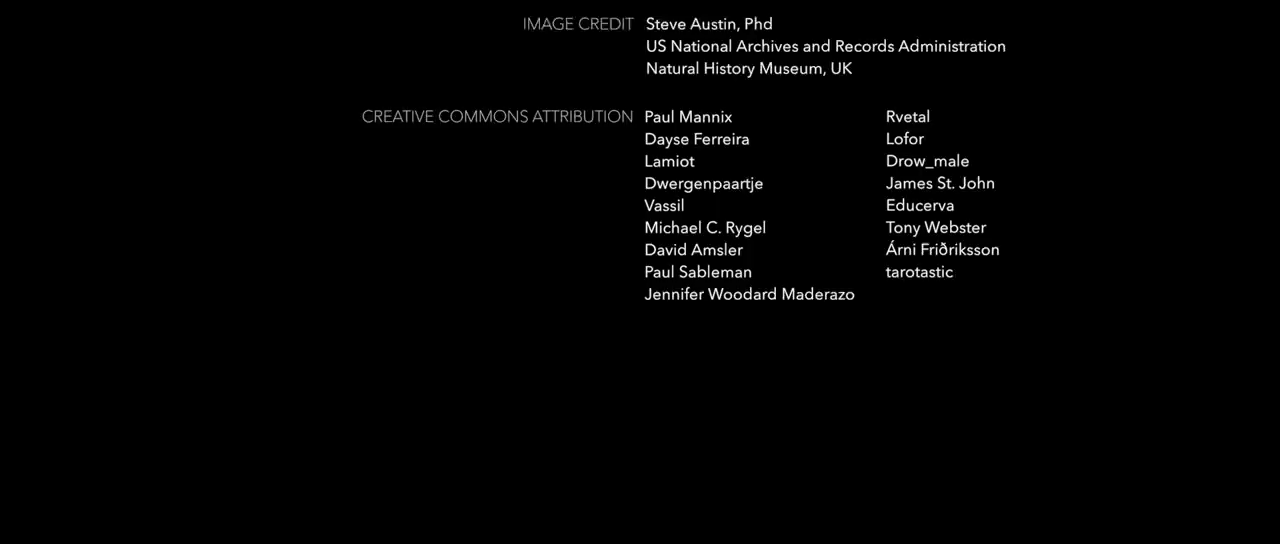 IMAGE CREDIT Steve Austin, Phd
US National Archives and Records Administration
Natural History Museum, UK
CREATIVE COMMONS ATTRIBUTION Paul Mannix Rvetal
Dayse Ferreira Lofor
Lamiot Drow_male
Dwergenpaartje James St. John
Vassil Educerva
Michael C. Rygel Tony Webster
David Amsler Árni Friðriksson
Paul Sableman tarotastic
Jennifer Woodard Maderazo